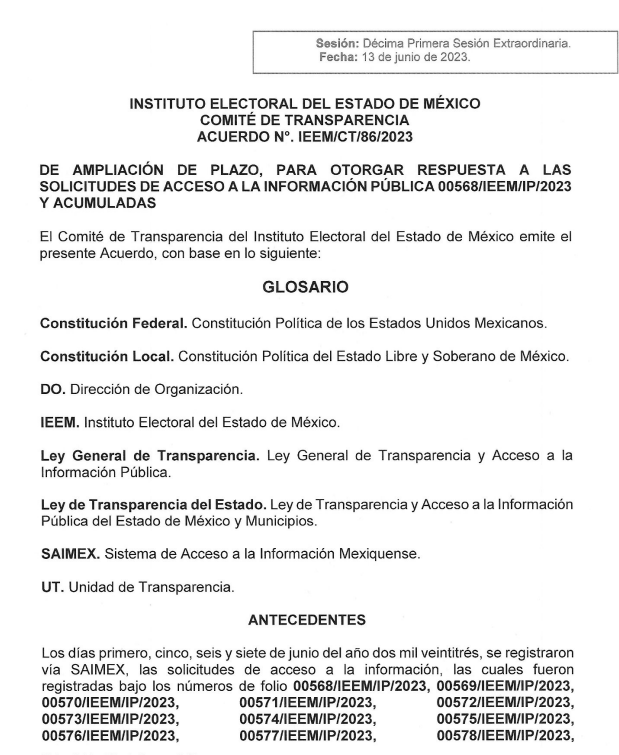 Sesión: Décima Primera Sesión Extraordinaria.
Fecha: 13 de junio de 2023.
INSTITUTO ELECTORAL DEL ESTADO DE MÉXICO
COMITÉ DE TRANSPARENCIA
ACUERDO N°. IEEM/CT/86/2023
DE AMPLIACIÓN DE PLAZO, PARA OTORGAR RESPUESTA A LAS
SOLICITUDES DE ACCESO A LA INFORMACIÓN PÚBLICA 00568/IEEM/IP/2023
Y ACUMULADAS
El Comité de Transparencia del Instituto Electoral del Estado de México emite el
presente Acuerdo, con base en lo siguiente:
GLOSARIO
Constitución Federal. Constitución Política de los Estados Unidos Mexicanos.
Constitución Local. Constitución Política del Estado Libre y Soberano de México.
DO. Dirección de Organización.
IEEM. Instituto Electoral del Estado de México.
Ley General de Transparencia. Ley General de Transparencia y Acceso a la
Información Pública.
Ley de Transparencia del Estado. Ley de Transparencia y Acceso a la Información
Pública del Estado de México y Municipios.
SAIMEX. Sistema de Acceso a la Información Mexiquense.
UT. Unidad de Transparencia.
ANTECEDENTES
Los días primero, cinco, seis y siete de junio del año dos mil veintitrés, se registraron
vía SAIMEX, las solicitudes de acceso a la información, las cuales fueron
registradas bajo los números de folio 00568/IEEM/IP/2023, 00569/IEEM/IP/2023,
00570/IEEM/IP/2023, 00571/IEEM/IP/2023, 00572/IEEM/IP/2023,
00573/IEEM/IP/2023, 00574/IEEM/IP/2023, 00575/IEEM/IP/2023,
00576/IEEM/IP/2023, 00577/IEEM/IP/2023, 00578/IEEM/IP/2023,